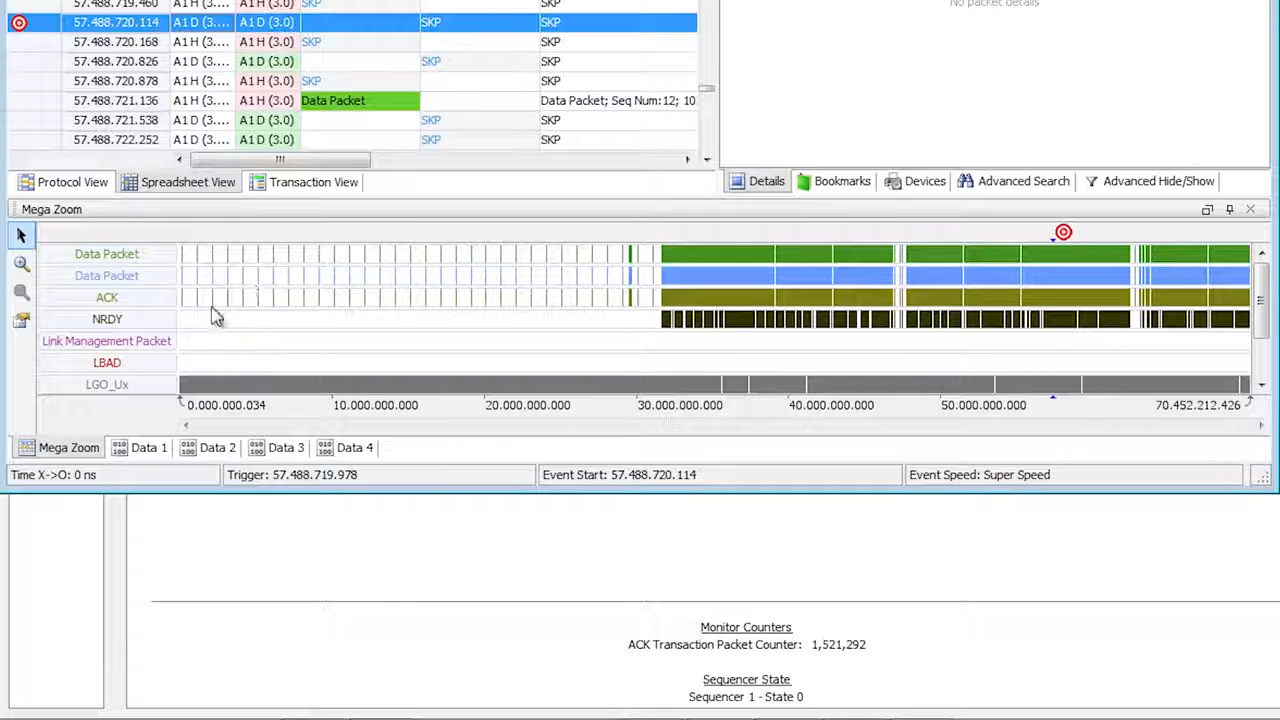 57.488.719.460 A1 H (3.... A1 H (3.0) SKP SKP
No packet details
57.488.720.114 A1 D (3.... A1 D (3.0) SKP SKP
57.488.720.168 A1 H (3.... A1 H (3.0) SKP SKP
57.488.720.826 A1 D (3.... A1 D (3.0) SKP SKP
57.488.720.878 A1 H (3.... A1 H (3.0) SKP SKP
57.488.721.136 A1 H (3.... A1 H (3.0) Data Packet Data Packet; Seq Num:12; 10
57.488.721.538 A1 D (3.... A1 D (3.0) SKP SKP
57.488.722.252 A1 D (3.... A1 D (3.0) SKP SKP
Protocol View Spreadsheet View Transaction View
Details Bookmarks Devices Advanced Search Advanced Hide/Show
Mega Zoom
Data Packet
Data Packet
ACK
NRDY
Link Management Packet
LBAD
LGO_Ux
0.000.000.034 10.000.000.000 20.000.000.000 30.000.000.000 40.000.000.000 50.000.000.000 70.452.212.426
Mega Zoom Data 1 Data 2 Data 3 Data 4
Time X->O: 0 ns Trigger: 57.488.719.978 Event Start: 57.488.720.114 Event Speed: Super Speed
Monitor Counters
ACK Transaction Packet Counter: 1,521,292
Sequencer State
Sequencer 1 - State 0